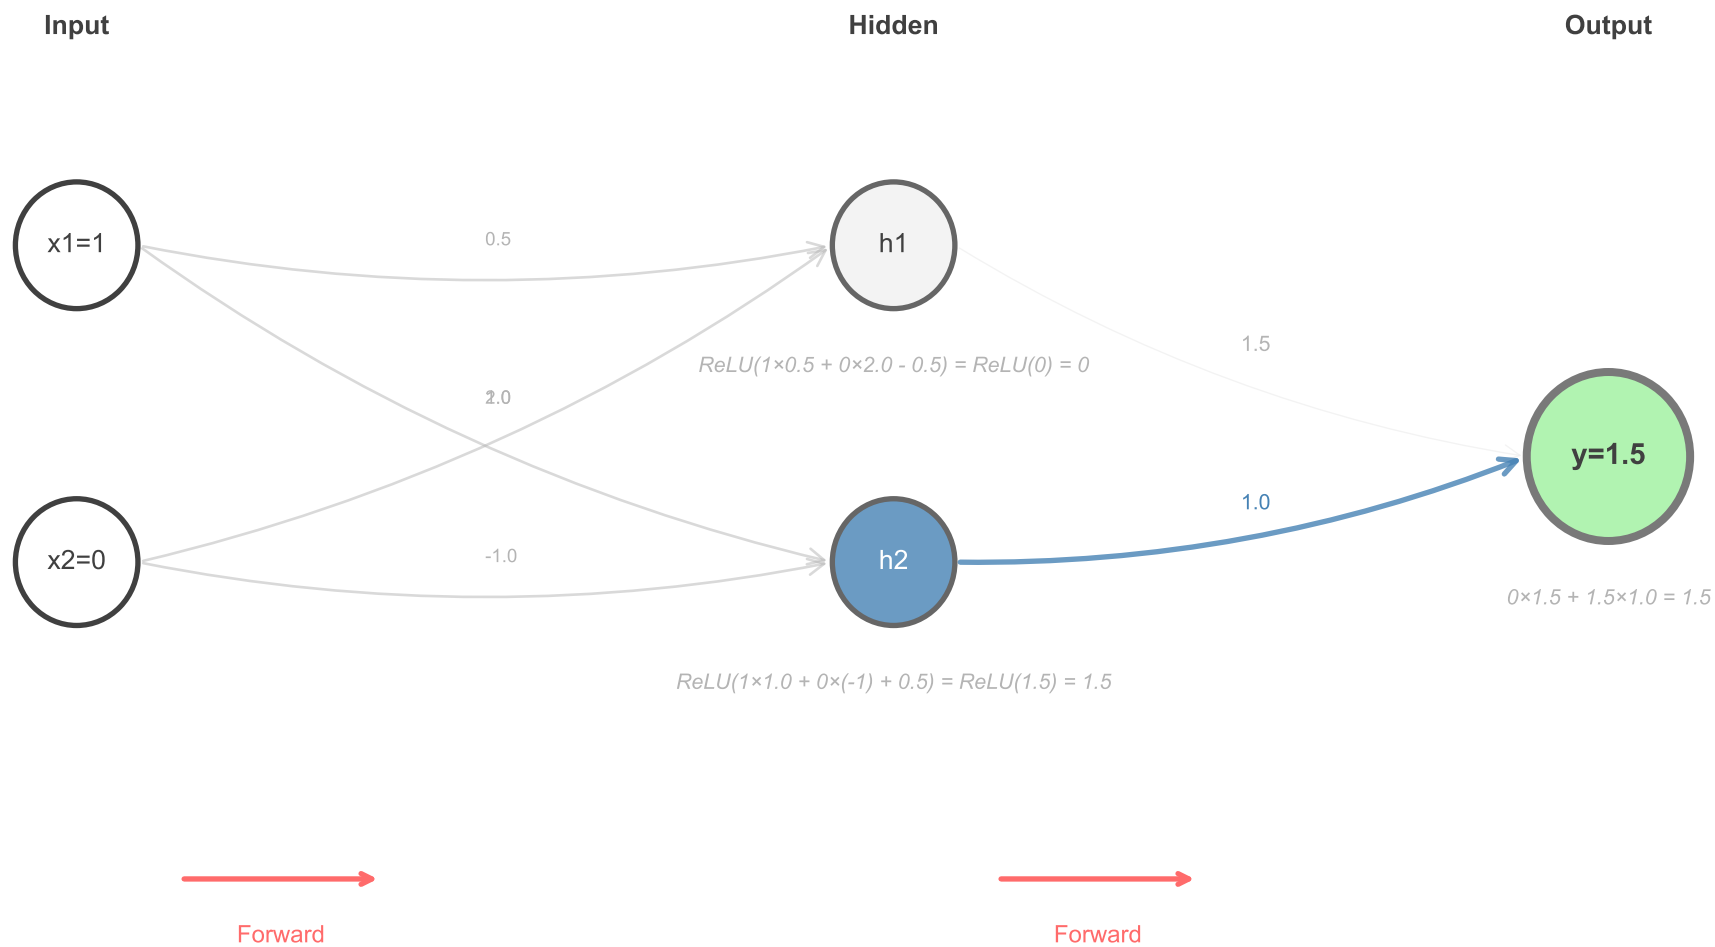 Input
Hidden
Output
x1=1
0.5
h1
1.5
ReLU(1×0.5 + 0×2.0 - 0.5) = ReLU(0) = 0
y=1.5
1.0
x2=0
-1.0
h2
0×1.5 + 1.5×1.0 = 1.5
ReLU(1×1.0 + 0×(-1) + 0.5) = ReLU(1.5) = 1.5
Forward
Forward